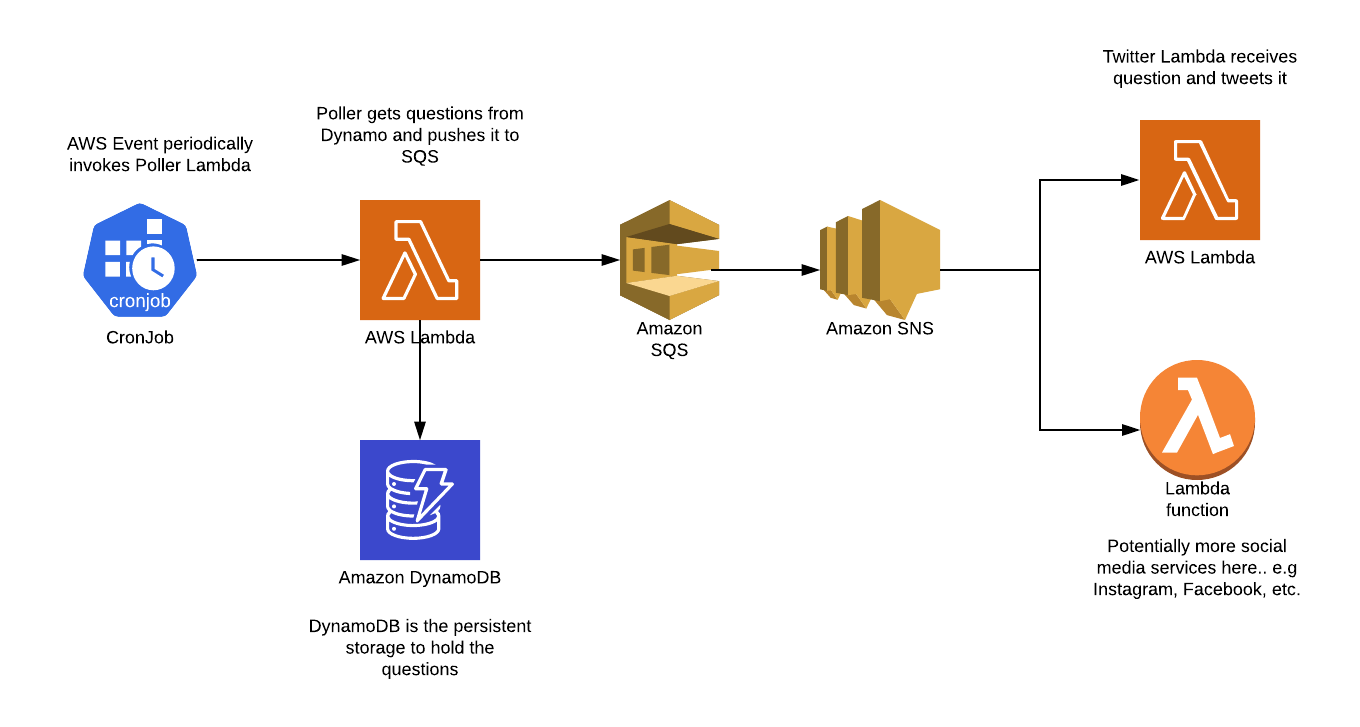 AWS Event periodically
invokes Poller Lambda
cronjob
CronJob
Poller gets questions from
Dynamo and pushes it to
SQS
AWS Lambda
Amazon DynamoDB
DynamoDB is the persistent
storage to hold the
questions
Amazon
SQS
Amazon SNS
Twitter Lambda receives
question and tweets it
AWS Lambda
Lambda
function
Potentially more social
media services here.. e.g
Instagram, Facebook, etc.